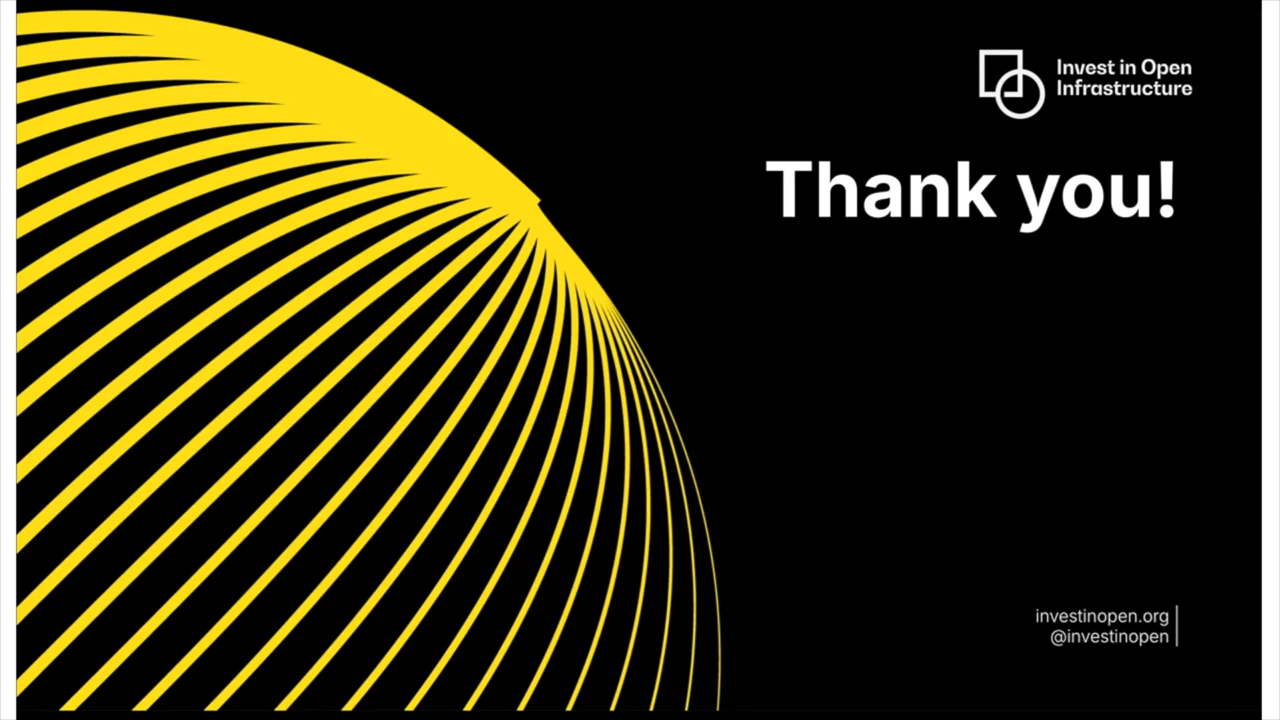 Invest in Open
Infrastructure
Thank you!
investinopen.org
@investinopen